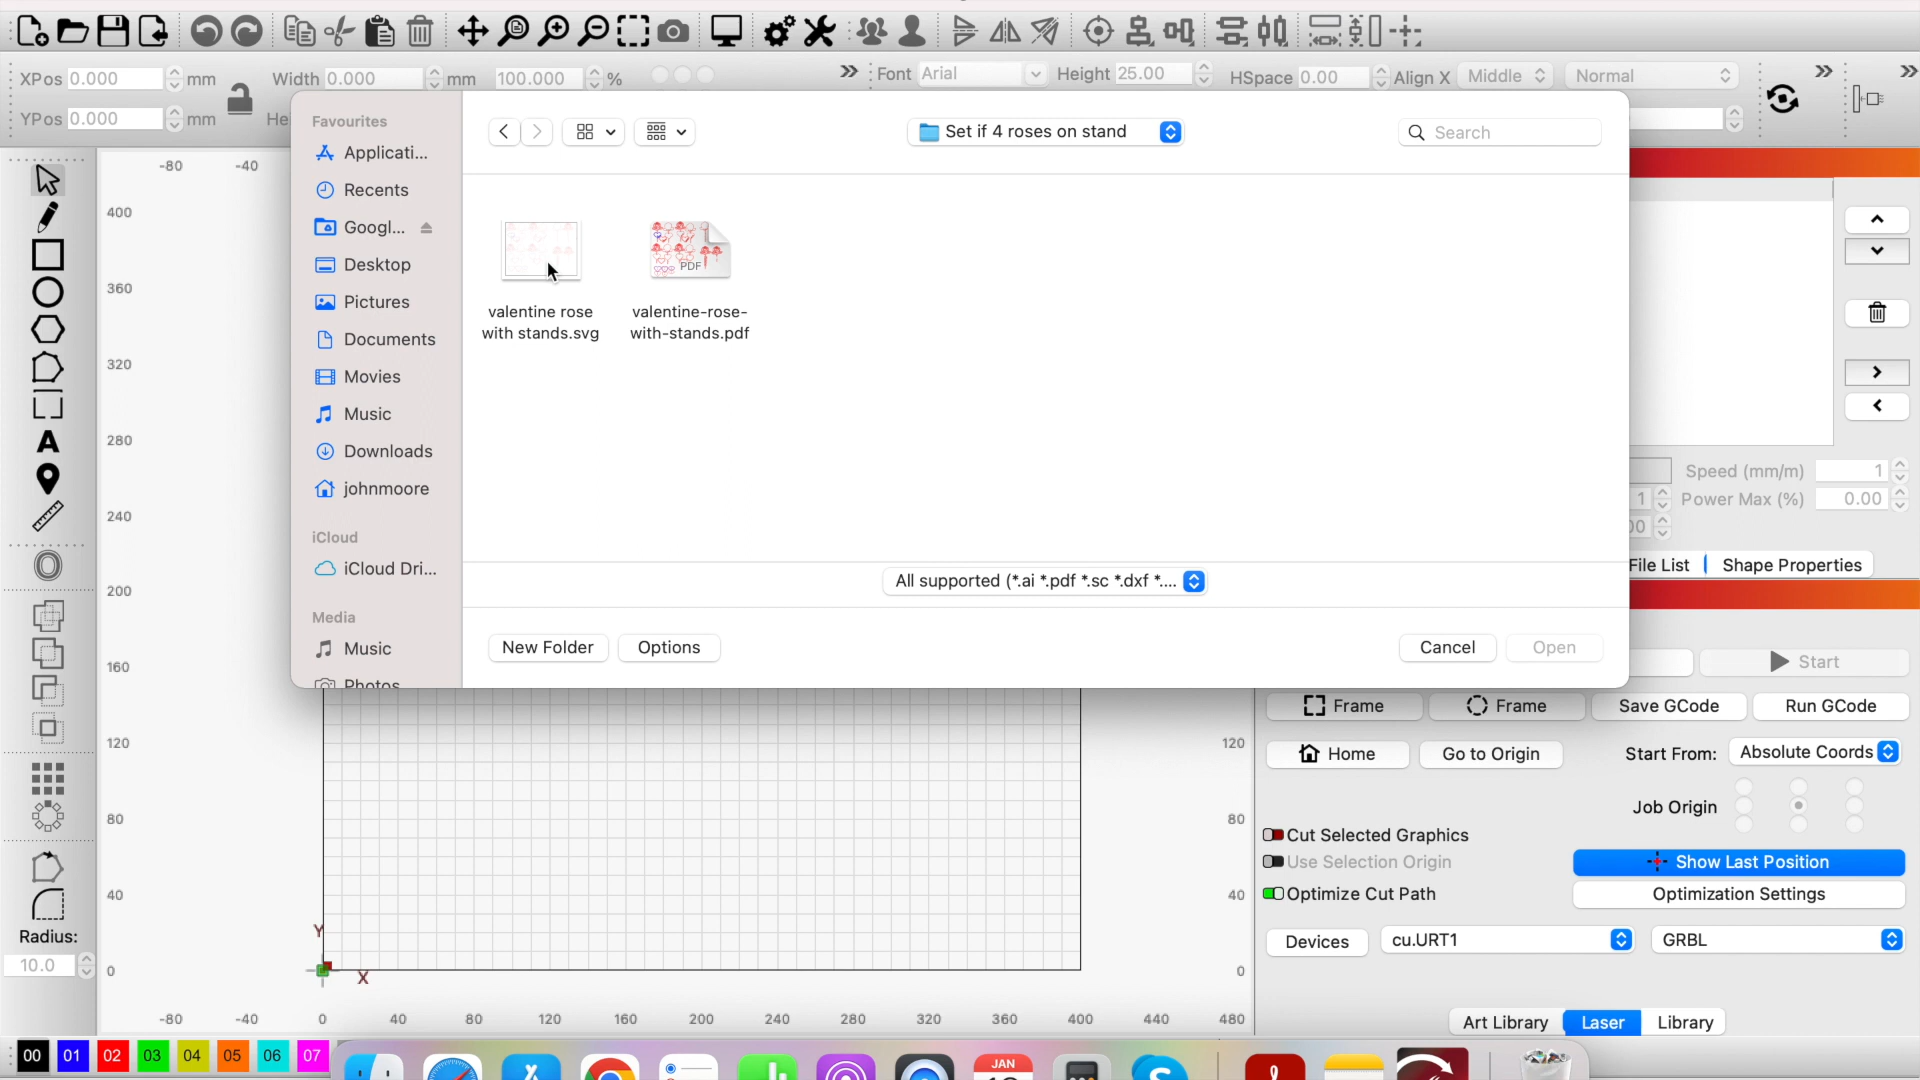 XPos 0.000 mm Width 0.000 mm 100.000 % Font Arial Height 25.00 HSpace 0.00 Align X Middle Normal
YPos 0.000 mm He
Favourites
Applicati...
Recents
Googl...
Desktop
Pictures
Documents
Movies
Music
Downloads
johnmoore
iCloud
iCloud Dri...
Media
Music
Photos
Set if 4 roses on stand
Search
valentine rose
with stands.svg
PDF
valentine-rose-
with-stands.pdf
All supported (*.ai *.pdf *.sc *.dxf *....
New Folder Options Cancel Open
-80 -40
400
360
320
280
240
200
160
120
80
40
0
Radius:
10.0
Y
X
-80 -40 0 40 80 120 160 200 240 280 320 360 400 440 480
120
80
40
0
Speed (mm/m) 1
1 Power Max (%) 0.00
00
File List Shape Properties
Start
Frame Frame Save GCode Run GCode
Home Go to Origin Start From: Absolute Coords
Job Origin
Cut Selected Graphics
Use Selection Origin Show Last Position
Optimize Cut Path Optimization Settings
Devices cu.URT1 GRBL
Art Library Laser Library
00 01 02 03 04 05 06 07
JAN